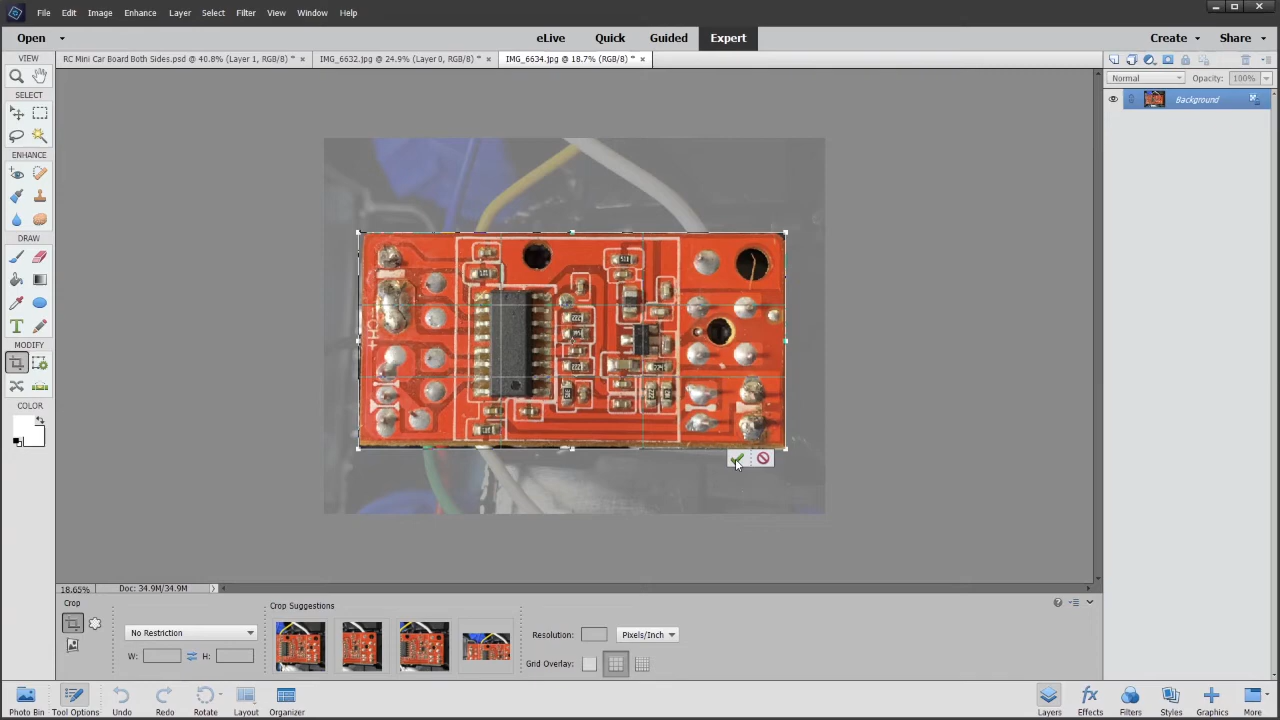 File Edit Image Enhance Layer Select Filter View Window Help
Open eLive Quick Guided Expert Create Share
VIEW
RC Mini Car Board Both Sides.psd @ 40.8% (Layer 1, RGB/8) * ×
IMG_6632.jpg @ 24.9% (Layer 0, RGB/8) * ×
IMG_6634.jpg @ 18.7% (RGB/8) * ×
Normal Opacity: 100%
SELECT
Background
ENHANCE
DRAW
MODIFY
COLOR
-CH+
18.65% Doc: 34.9M/34.9M
Crop
Crop Suggestions
No Restriction
W: H:
Resolution: Pixels/Inch
Grid Overlay:
Photo Bin Tool Options Undo Redo Rotate Layout Organizer
Layers Effects Filters Styles Graphics More